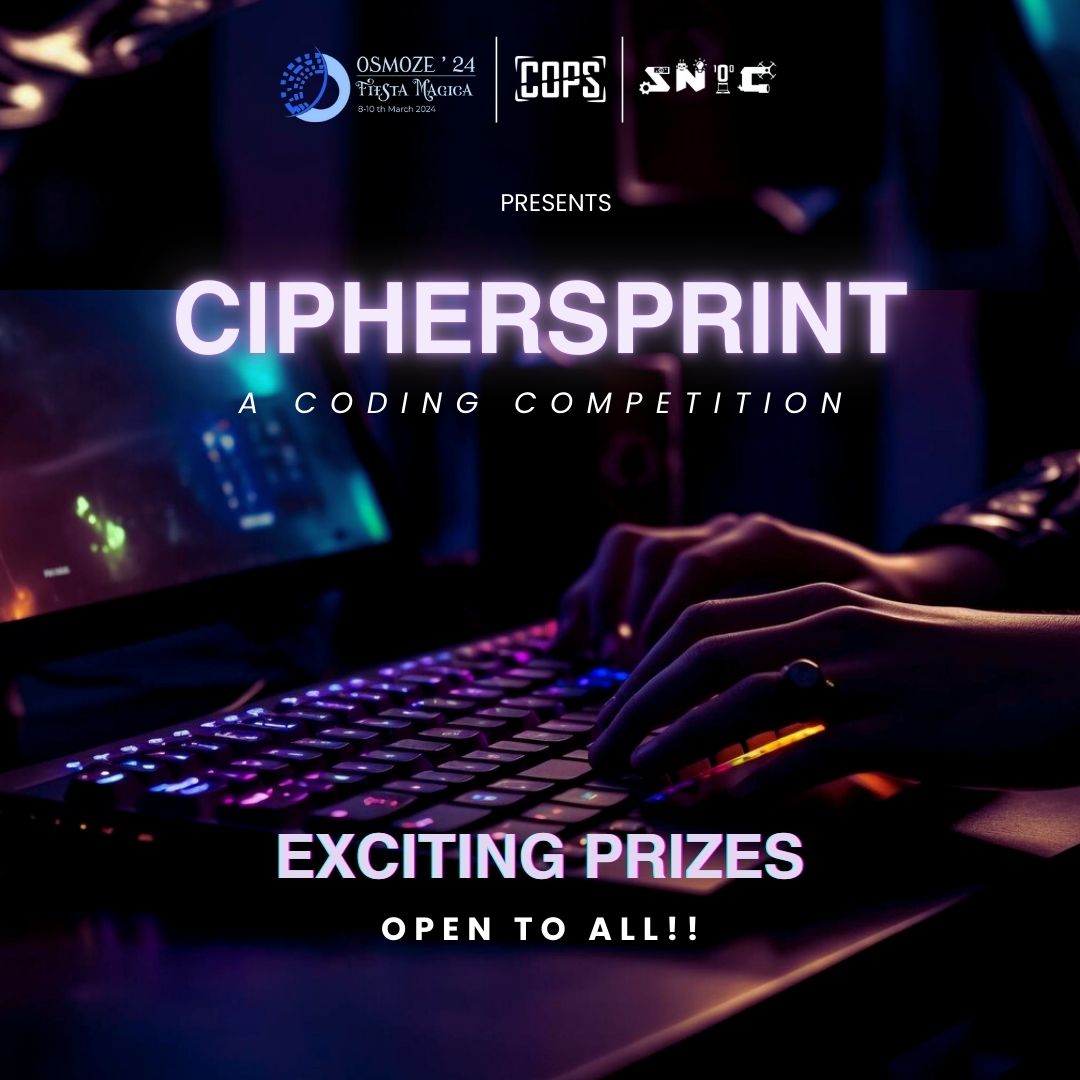 OSMOZE ' 24
FIESTA MAGICA
8-10 th March 2024
COPS
SNTC
PRESENTS
CIPHERSPRINT
A CODING COMPETITION
EXCITING PRIZES
OPEN TO ALL!!